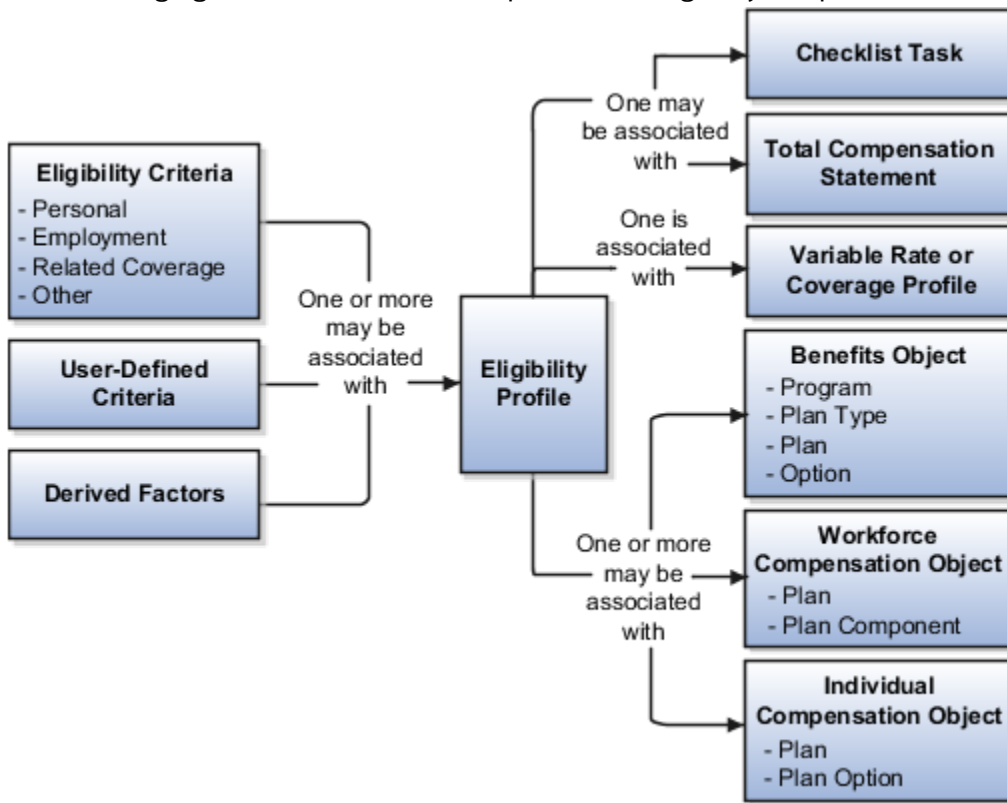 Eligibility Criteria
- Personal
- Employment
- Related Coverage
- Other
User-Defined
Criteria
Derived Factors
One or more
may be
associated
with
Eligibility
Profile
One may
be associated
with
One is
associated
with
One or more
may be
associated
with
Checklist Task
Total Compensation
Statement
Variable Rate or
Coverage Profile
Benefits Object
- Program
- Plan Type
- Plan
- Option
Workforce
Compensation Object
- Plan
- Plan Component
Individual
Compensation Object
- Plan
- Plan Option